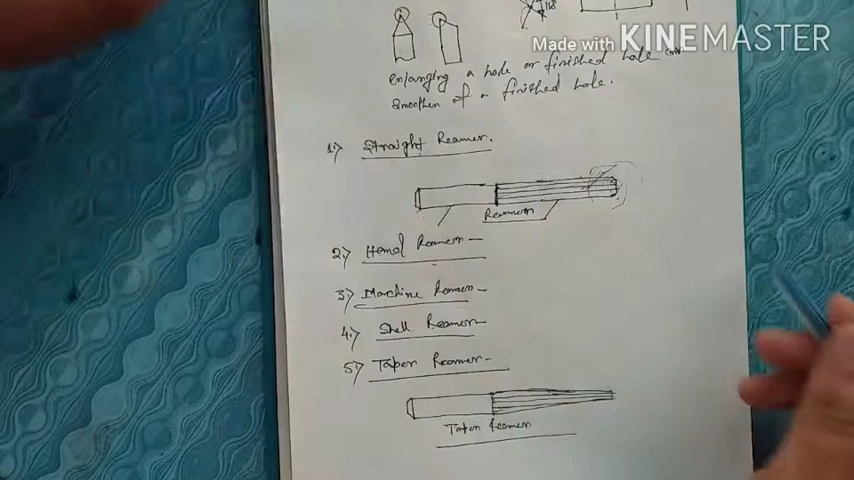 Made with KINEMASTER
enlarging a hole or finished hole
Smoothen of a finished hole.
1) Straight Reamer.
Reamer
2) Hand Reamer -
3) Machine Reamer -
4) Shell Reamer -
5) Taper Reamer -
Taper Reamer